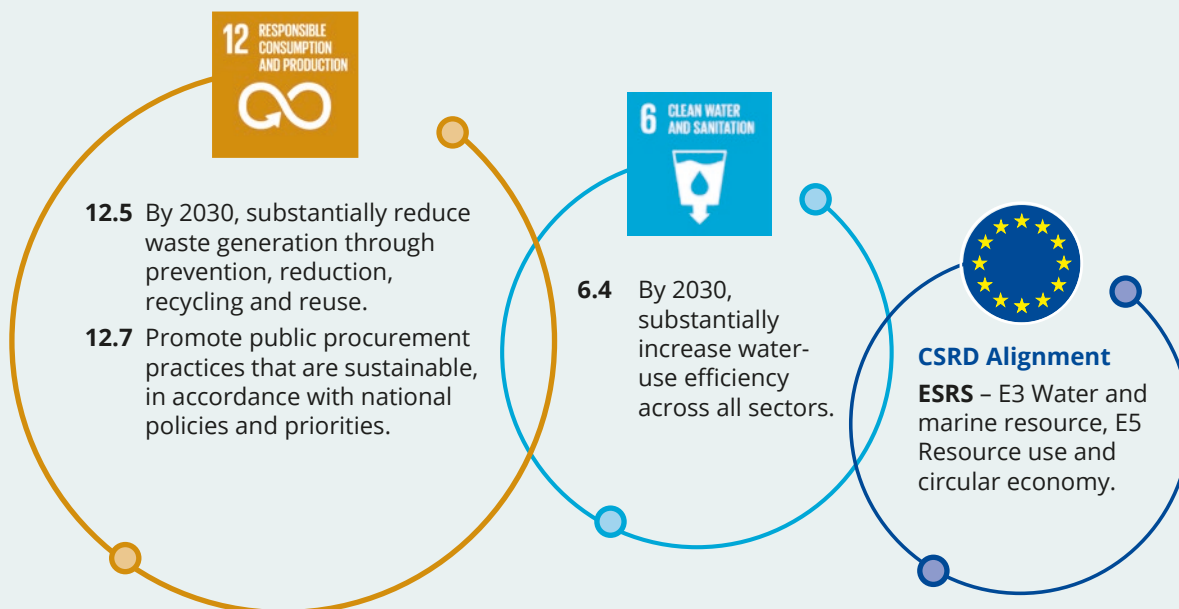 12 RESPONSIBLE
CONSUMPTION
AND PRODUCTION
12.5 By 2030, substantially reduce
waste generation through
prevention, reduction,
recycling and reuse.
12.7 Promote public procurement
practices that are sustainable,
in accordance with national
policies and priorities.
6 CLEAN WATER
AND SANITATION
6.4 By 2030,
substantially
increase water-
use efficiency
across all sectors.
CSRD Alignment
ESRS – E3 Water and
marine resource, E5
Resource use and
circular economy.